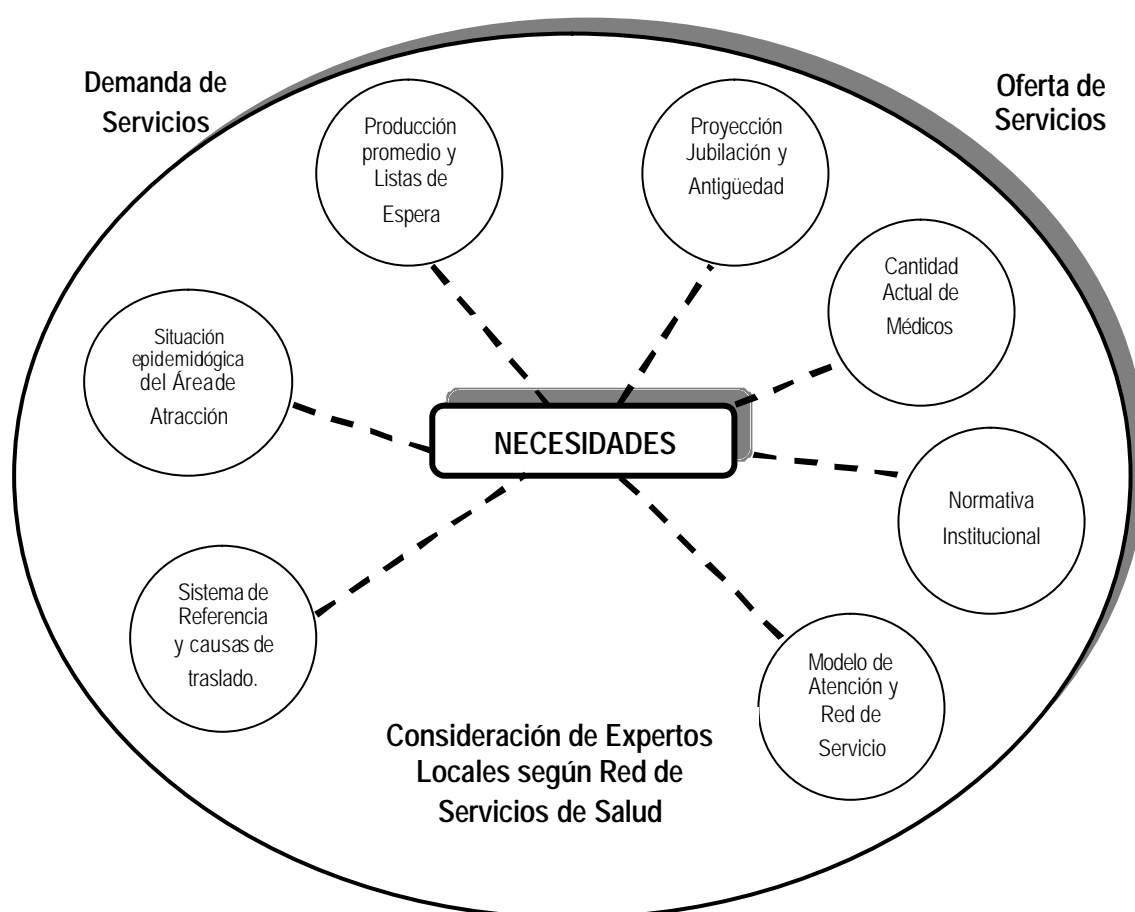 Demanda de
Servicios
Oferta de
Servicios
Producción
promedio y
Listas de
Espera
Proyección
Jubilación y
Antigüedad
Cantidad
Actual de
Médicos
Situación
epidemidógica
del Áreade
Atracción
NECESIDADES
Normativa
Institucional
Sistema de
Referencia
y causas de
traslado.
Modelo de
Atención y
Red de
Servicio
Consideración de Expertos
Locales según Red de
Servicios de Salud